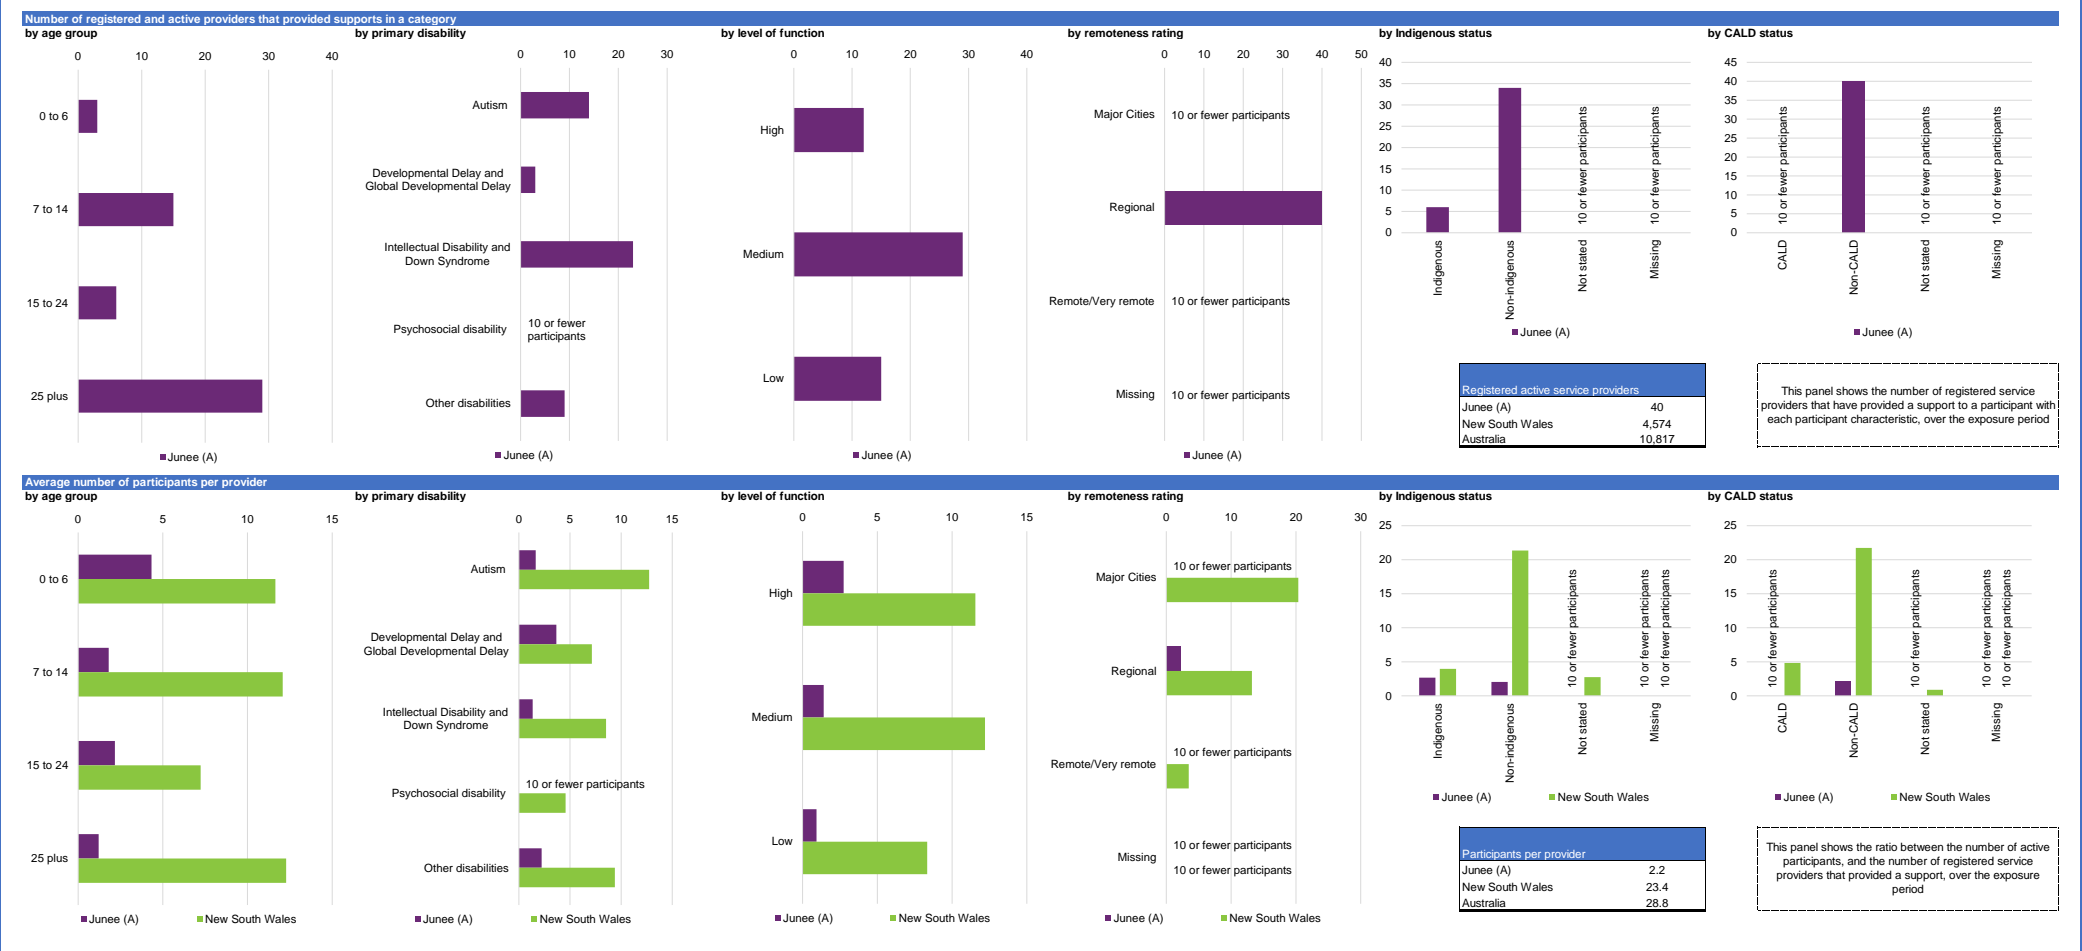 Number of registered and active providers that provided supports in a category
by age group
0 10 20 30 40
0 to 6
7 to 14
15 to 24
25 plus
Junee (A)
by primary disability
0 10 20 30
Autism
Developmental Delay and
Global Developmental Delay
Intellectual Disability and
Down Syndrome
Psychosocial disability
10 or fewer
participants
Other disabilities
Junee (A)
by level of function
0 10 20 30 40
High
Medium
Low
Junee (A)
by remoteness rating
0 10 20 30 40 50
Major Cities
10 or fewer participants
Regional
Remote/Very remote
10 or fewer participants
Missing
10 or fewer participants
Junee (A)
by Indigenous status
40
35
30
25
20
15
10
5
0
10 or fewer participants
10 or fewer participants
Indigenous
Non-indigenous
Not stated
Missing
Junee (A)
by CALD status
45
40
35
30
25
20
15
10
5
0
10 or fewer participants
10 or fewer participants
10 or fewer participants
CALD
Non-CALD
Not stated
Missing
Junee (A)
Registered active service providers
Junee (A) 40
New South Wales 4,574
Australia 10,817
This panel shows the number of registered service
providers that have provided a support to a participant with
each participant characteristic, over the exposure period
Average number of participants per provider
by age group
0 5 10 15
0 to 6
7 to 14
15 to 24
25 plus
Junee (A) New South Wales
by primary disability
0 5 10 15
Autism
Developmental Delay and
Global Developmental Delay
Intellectual Disability and
Down Syndrome
Psychosocial disability
10 or fewer participants
Other disabilities
Junee (A) New South Wales
by level of function
0 5 10 15
High
Medium
Low
Junee (A) New South Wales
by remoteness rating
0 10 20 30
Major Cities
10 or fewer participants
Regional
Remote/Very remote
10 or fewer participants
Missing
10 or fewer participants
10 or fewer participants
Junee (A) New South Wales
by Indigenous status
25
20
15
10
5
0
10 or fewer participants
10 or fewer participants
10 or fewer participants
Indigenous
Non-indigenous
Not stated
Missing
Junee (A) New South Wales
by CALD status
25
20
15
10
5
0
10 or fewer participants
10 or fewer participants
10 or fewer participants
10 or fewer participants
CALD
Non-CALD
Not stated
Missing
Junee (A) New South Wales
Participants per provider
Junee (A) 2.2
New South Wales 23.4
Australia 28.8
This panel shows the ratio between the number of active
participants, and the number of registered service
providers that provided a support, over the exposure
period